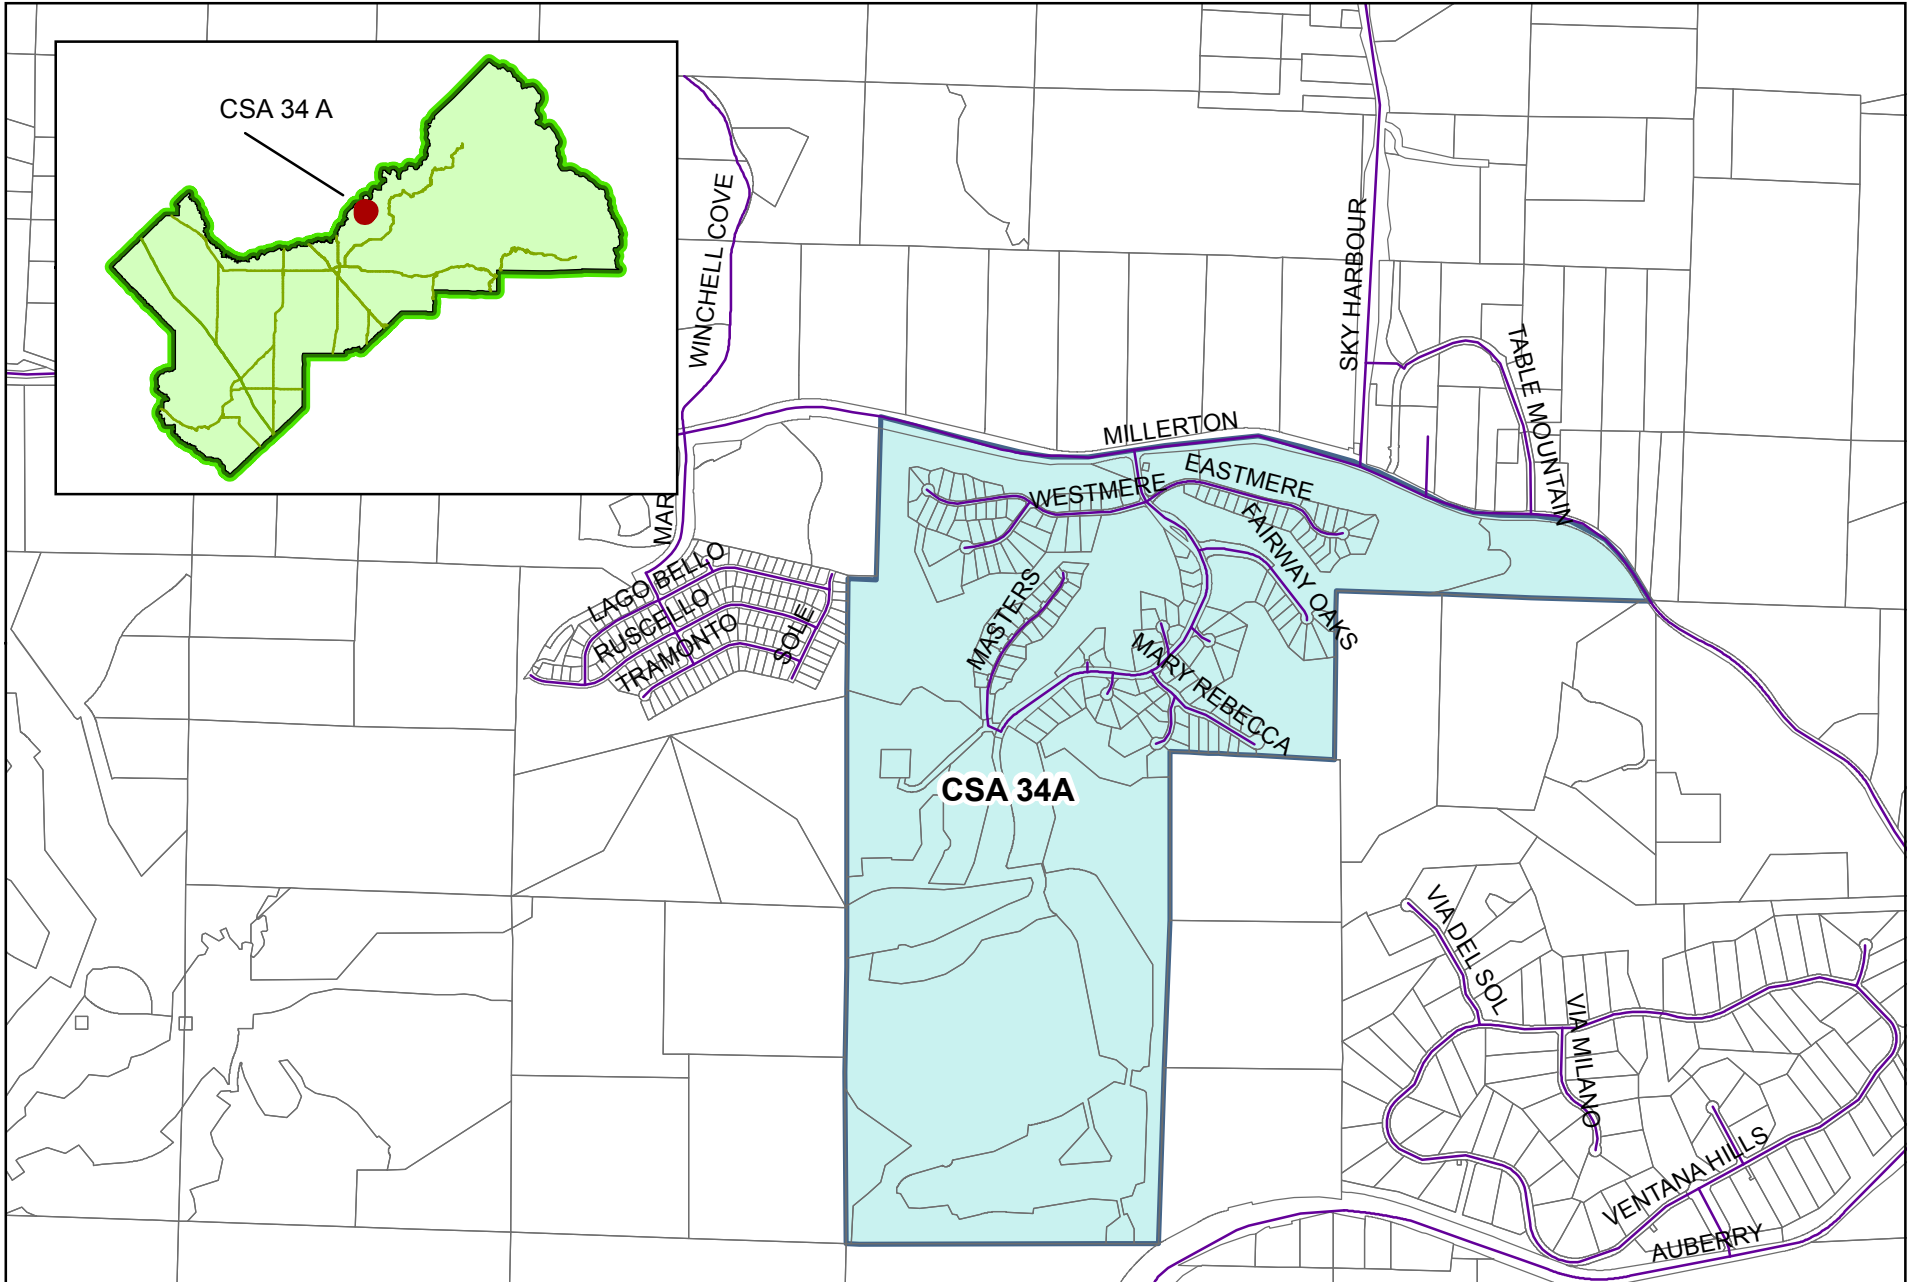 CSA 34 A
WINCHELL COVE
SKY HARBOUR
TABLE MOUNTAIN
MILLERTON
EASTMERE
WESTMERE
FAIRWAY OAKS
MAR
LAGO BELLO
RUSCELLO
TRAMONTO
SOLE
MASTERS
MARY REBECCA
CSA 34A
VIA DEL SOL
VIA MILANO
VENTANA HILLS
AUBERRY